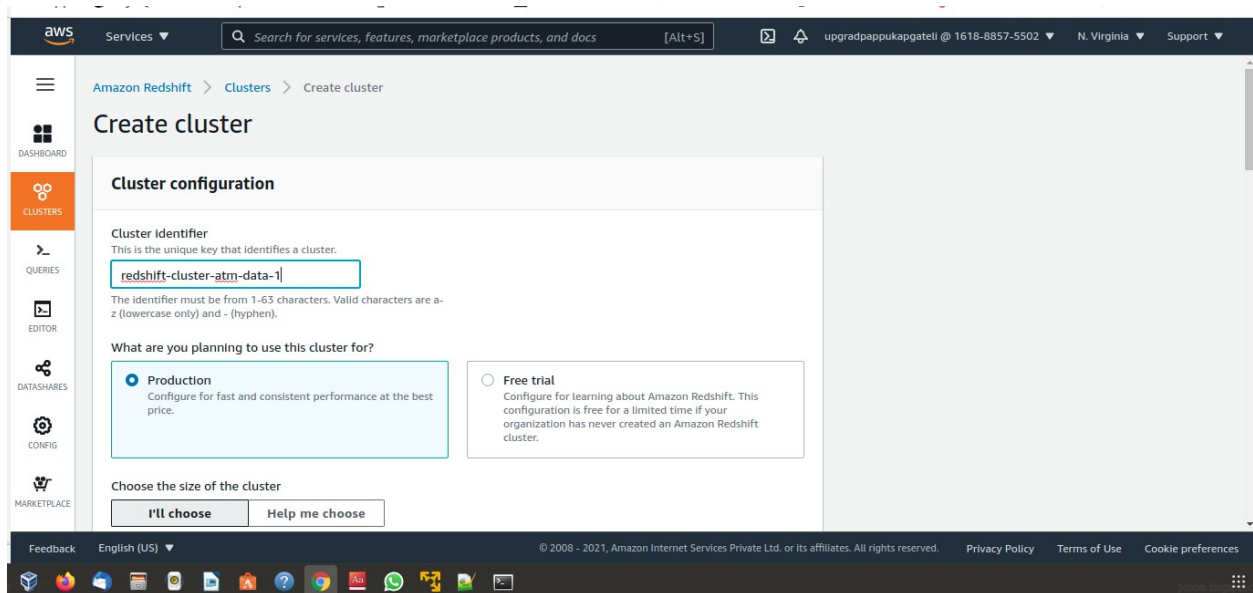 aws
Services ▼
Search for services, features, marketplace products, and docs [Alt+S]
upgradpappukapgateli @ 1618-8857-5502 ▼
N. Virginia ▼
Support ▼
Amazon Redshift > Clusters > Create cluster
Create cluster
DASHBOARD
CLUSTERS
QUERIES
EDITOR
DATASHARES
CONFIG
MARKETPLACE
Cluster configuration
Cluster identifier
This is the unique key that identifies a cluster.
redshift-cluster-atm-data-1
The identifier must be from 1-63 characters. Valid characters are a-
z (lowercase only) and - (hyphen).
What are you planning to use this cluster for?
Production
Configure for fast and consistent performance at the best
price.
Free trial
Configure for learning about Amazon Redshift. This
configuration is free for a limited time if your
organization has never created an Amazon Redshift
cluster.
Choose the size of the cluster
I'll choose
Help me choose
Feedback
English (US) ▼
© 2008 - 2021, Amazon Internet Services Private Ltd. or its affiliates. All rights reserved.
Privacy Policy
Terms of Use
Cookie preferences